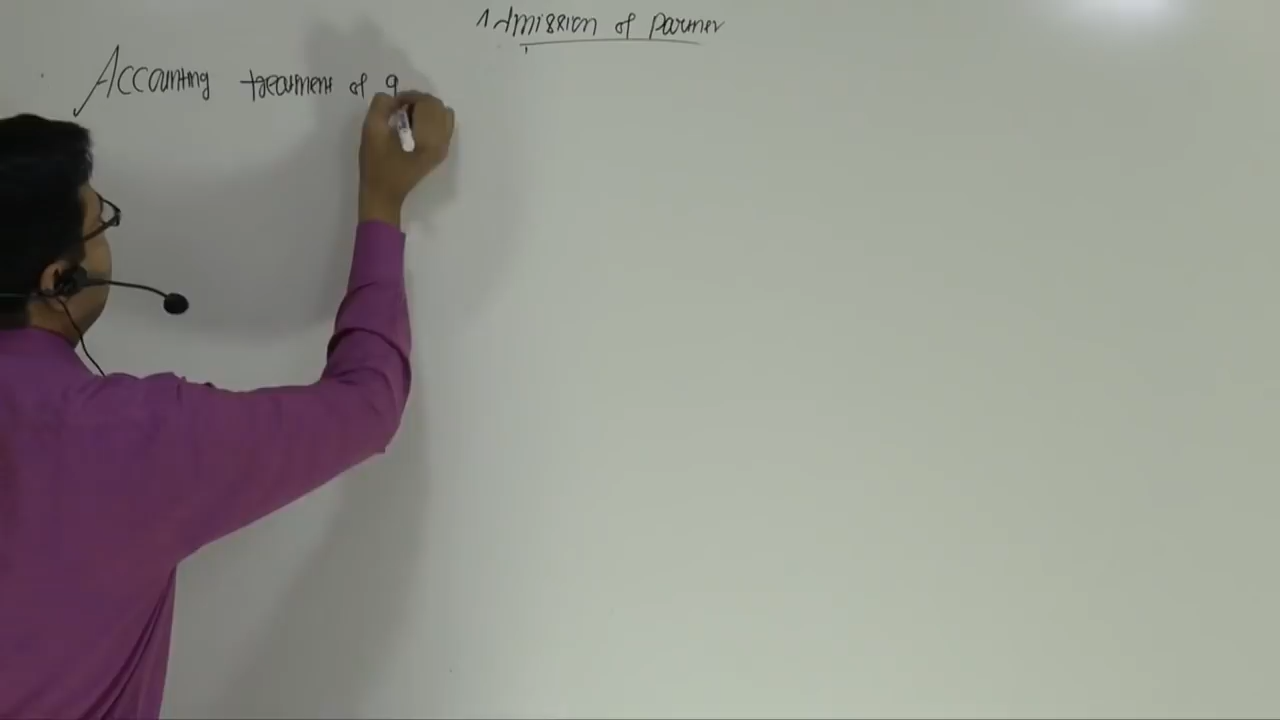 Admission of Partner
Accounting treatment of g